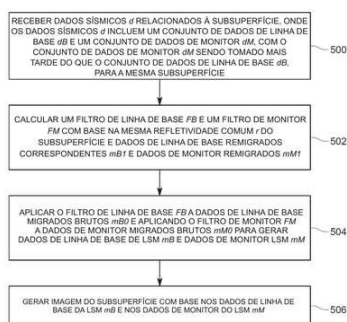 RECEBER DADOS SÍSMICOS d RELACIONADOS À SUBSUPERFÍCIE, ONDE
OS DADOS SÍSMICOS d INCLUEM UM CONJUNTO DE DADOS DE LINHA DE
BASE dB E UM CONJUNTO DE DADOS DE MONITOR dM, COM O
CONJUNTO DE DADOS DE MONITOR dM SENDO TOMADO MAIS
TARDE DO QUE O CONJUNTO DE DADOS DE LINHA DE BASE dB,
PARA A MESMA SUBSUPERFÍCIE
500
CALCULAR UM FILTRO DE LINHA DE BASE FB E UM FILTRO DE MONITOR
FM COM BASE NA MESMA REFLETIVIDADE COMUM r DO
SUBSUPERFÍCIE E DADOS DE LINHA DE BASE REMIGRADOS
CORRESPONDENTES mB1 E DADOS DE MONITOR REMIGRADOS mM1
502
APLICAR O FILTRO DE LINHA DE BASE FB A DADOS DE LINHA DE BASE
MIGRADOS BRUTOS mB0 E APLICANDO O FILTRO DE MONITOR FM
A DADOS DE MONITOR MIGRADOS BRUTOS mM0 PARA GERAR
DADOS DE LINHA DE BASE DE LSM mB E DADOS DE MONITOR LSM mM
504
GERAR IMAGEM DO SUBSUPERFÍCIE COM BASE NOS DADOS DE LINHA DE
BASE DA LSM mB E NOS DADOS DE MONITOR DO LSM mM
506